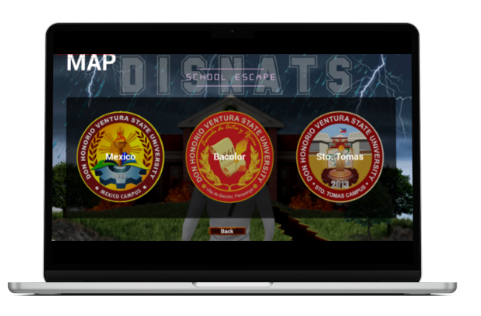 MAP
DISNATS
SCHOOL ESCAPE
DON HONORIO VENTURA STATE UNIVERSITY
Mexico
MEXICO CAMPUS
DON HONORIO VENTURA STATE UNIVERSITY
Bacolor
DON HONORIO VENTURA STATE UNIVERSITY
Sto. Tomas
2013
STO. TOMAS CAMPUS
Back